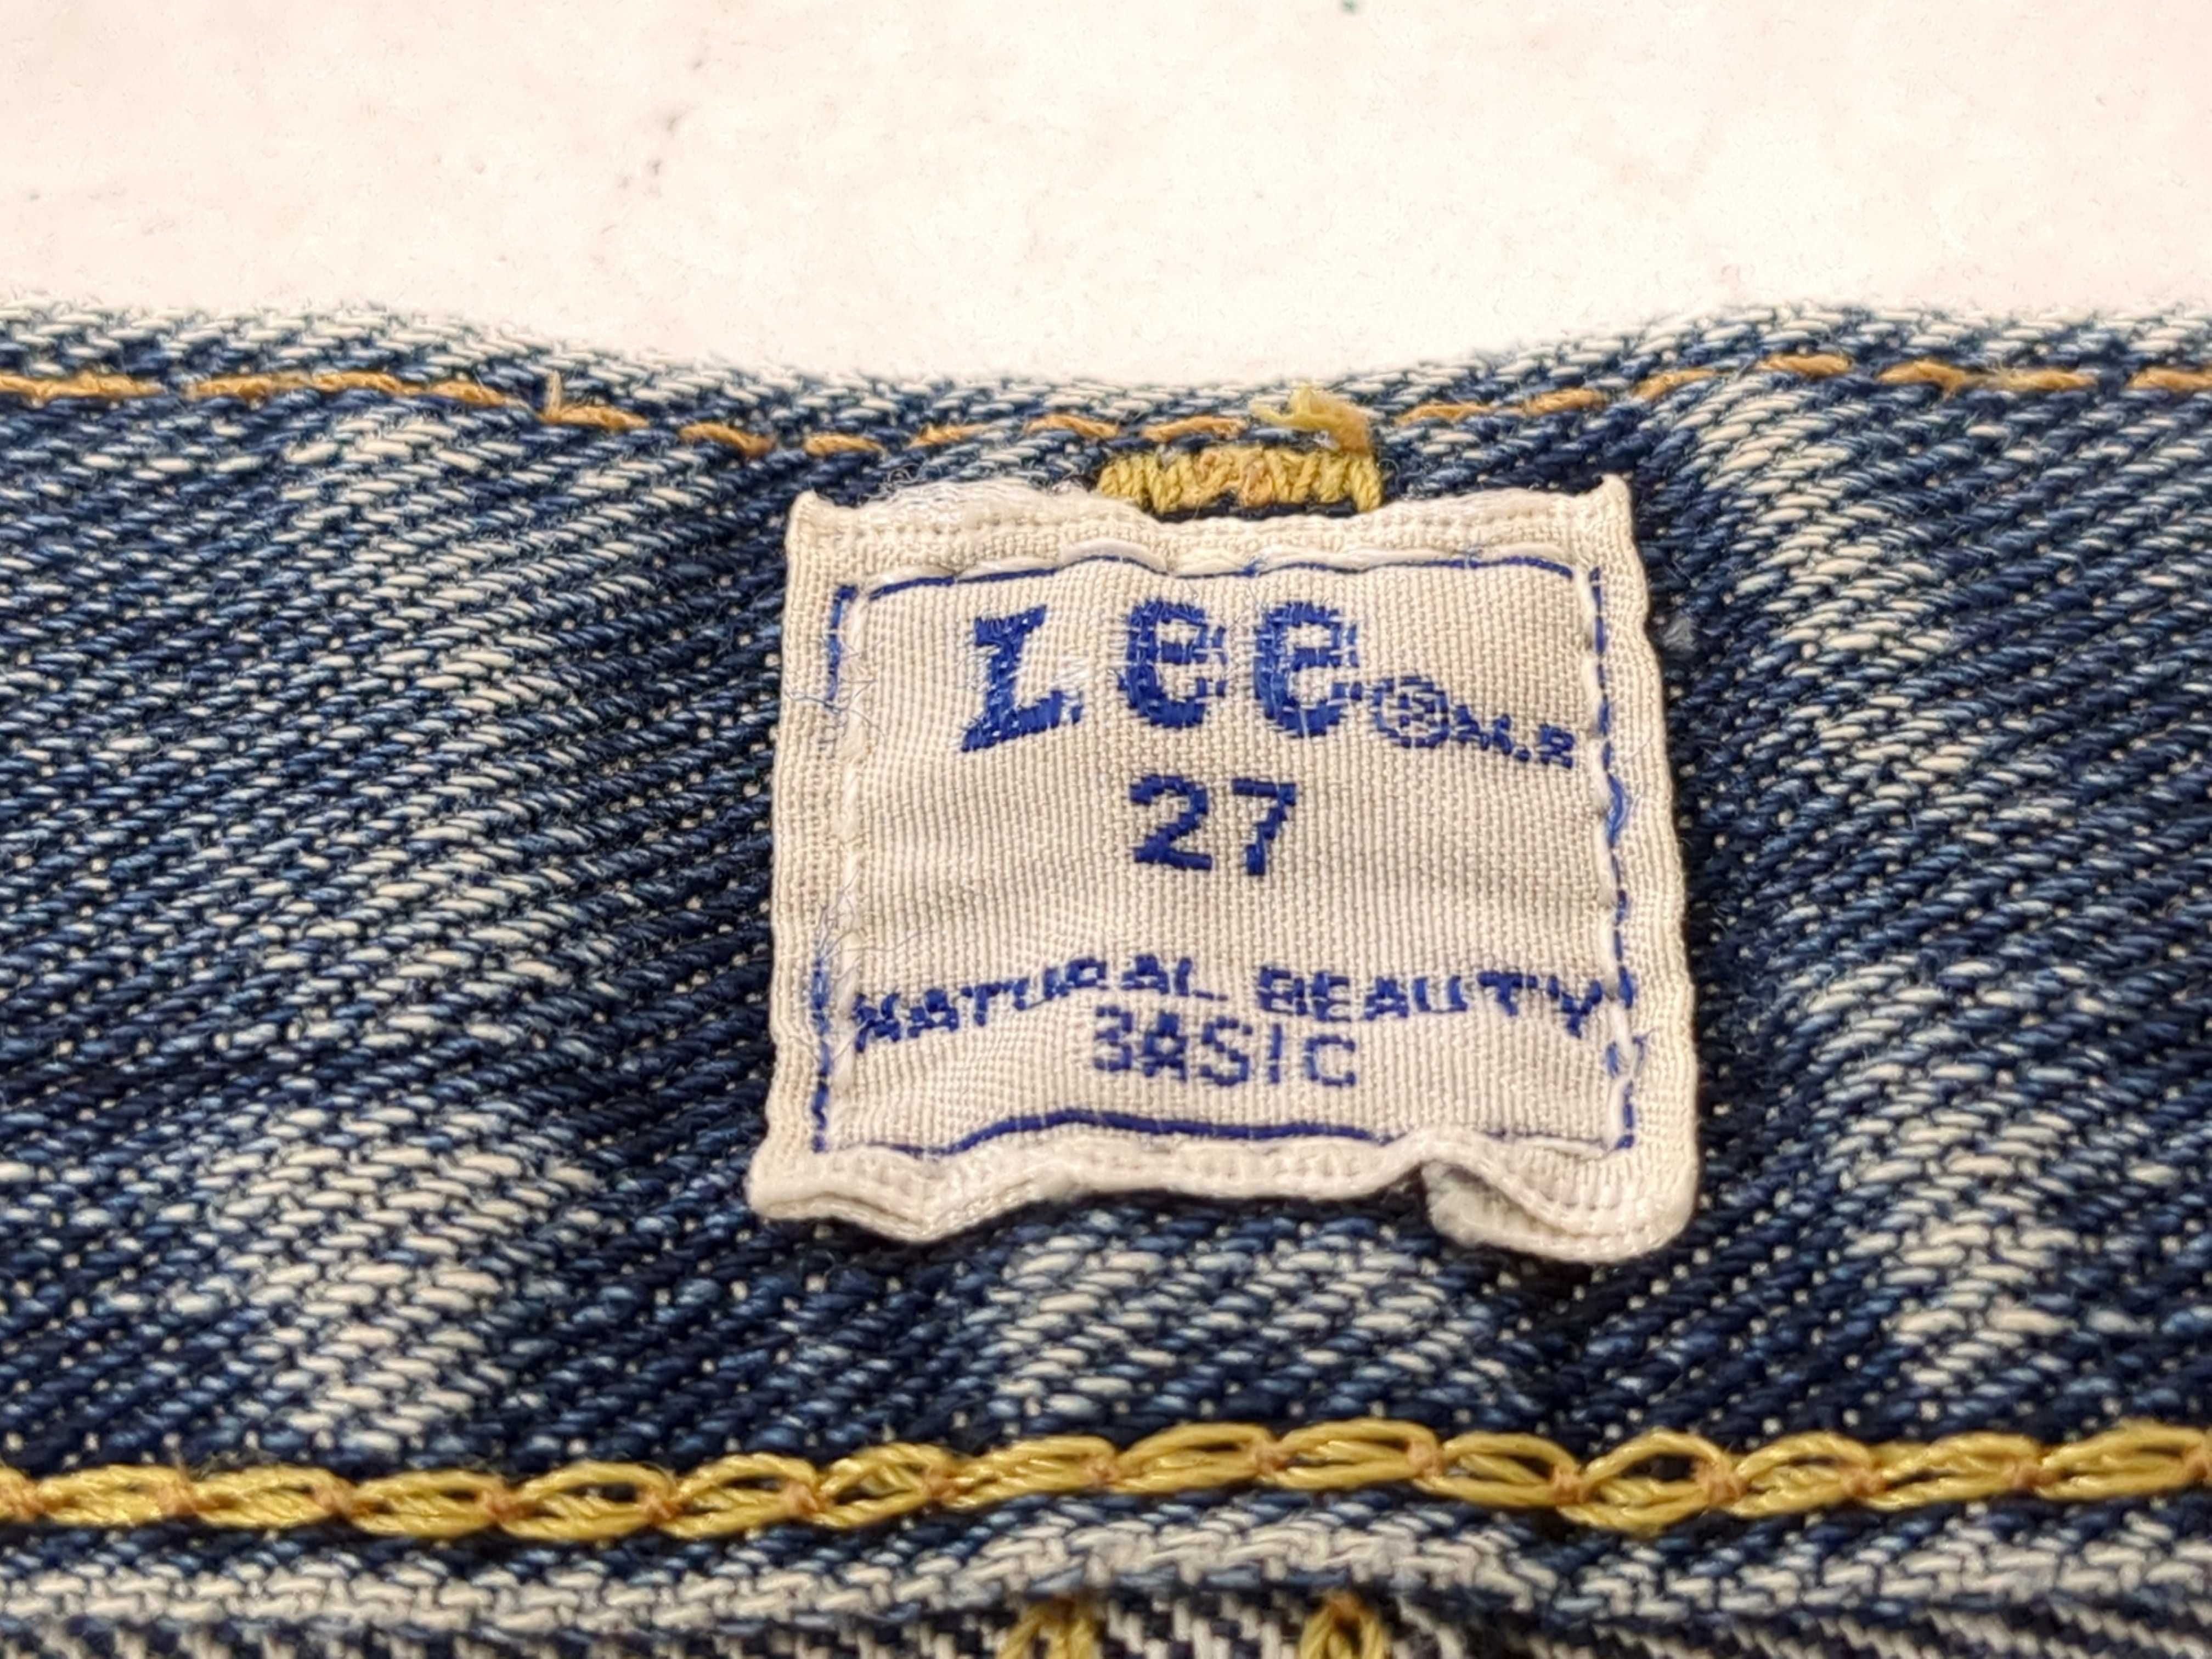 Lee® M.R
27
NATURAL BEAUTY
BASIC